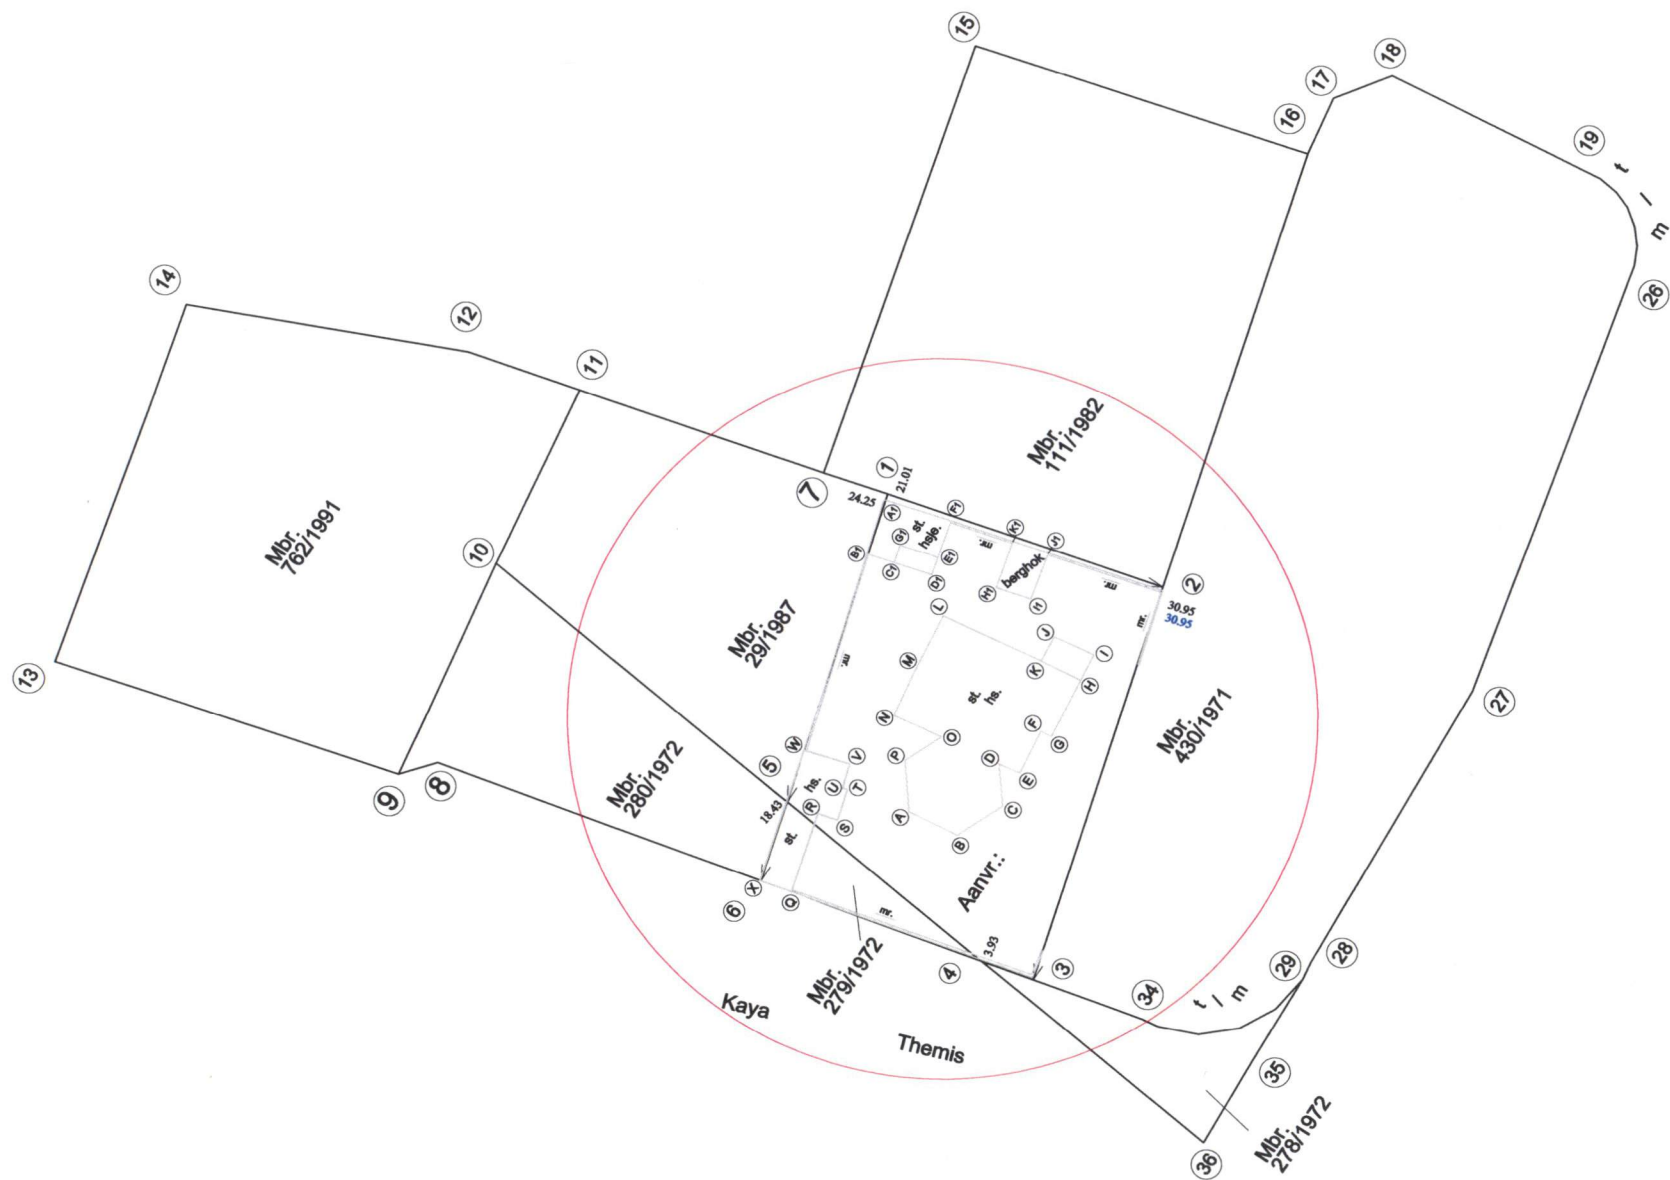 15
18
17
16
19
t
/
m
26
14
12
11
13
10
9
8
7
1
21.01
24.25
2
30.95
30.95
27
28
29
34
t
/
m
35
36
3
3.93
4
5
18.43
6
Mbr.
762/1991
Mbr.
111/1982
Mbr.
29/1987
Mbr.
280/1972
Mbr.
430/1971
Mbr.
279/1972
Mbr.
278/1972
Kaya
Themis
Aanvr.:
A1
B1
C1
D1
E1
F1
G1
st.
hsje.
K1
J1
H1
I1
berghok
mr.
mr.
mr.
mr.
mr.
L
M
N
O
P
A
B
C
D
E
F
G
H
I
J
K
st.
hs.
W
V
U
T
S
R
Q
X
st.
hs.